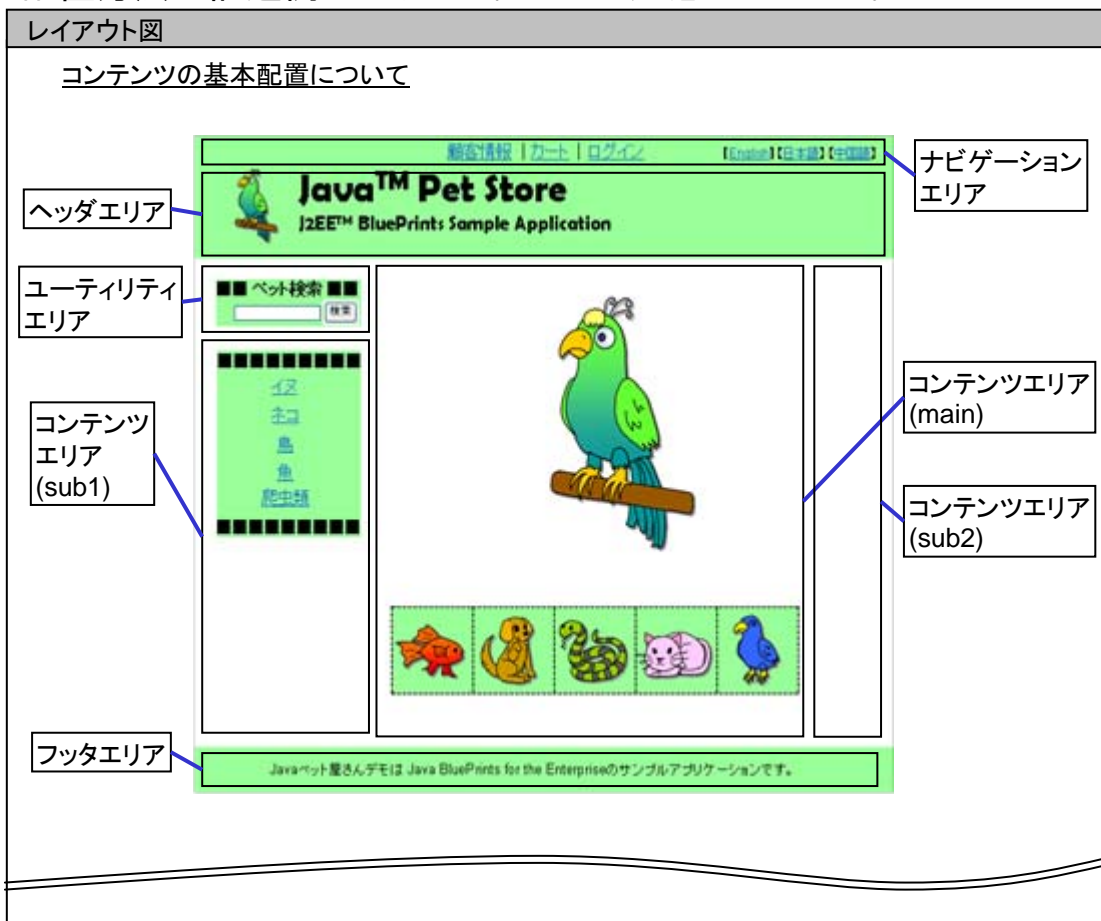 レイアウト図
コンテンツの基本配置について
顧客情報 | カート | ログイン 【English】【日本語】【中国語】
ナビゲーション
エリア
ヘッダエリア
Java™ Pet Store
J2EE™ BluePrints Sample Application
ユーティリティ
エリア
■■ ペット検索 ■■
検索
コンテンツ
エリア
(sub1)
■■■■■■■■■
イヌ
ネコ
鳥
魚
爬虫類
■■■■■■■■■
コンテンツエリア
(main)
コンテンツエリア
(sub2)
フッタエリア
Javaペット屋さんデモは Java BluePrints for the Enterpriseのサンプルアプリケーションです。